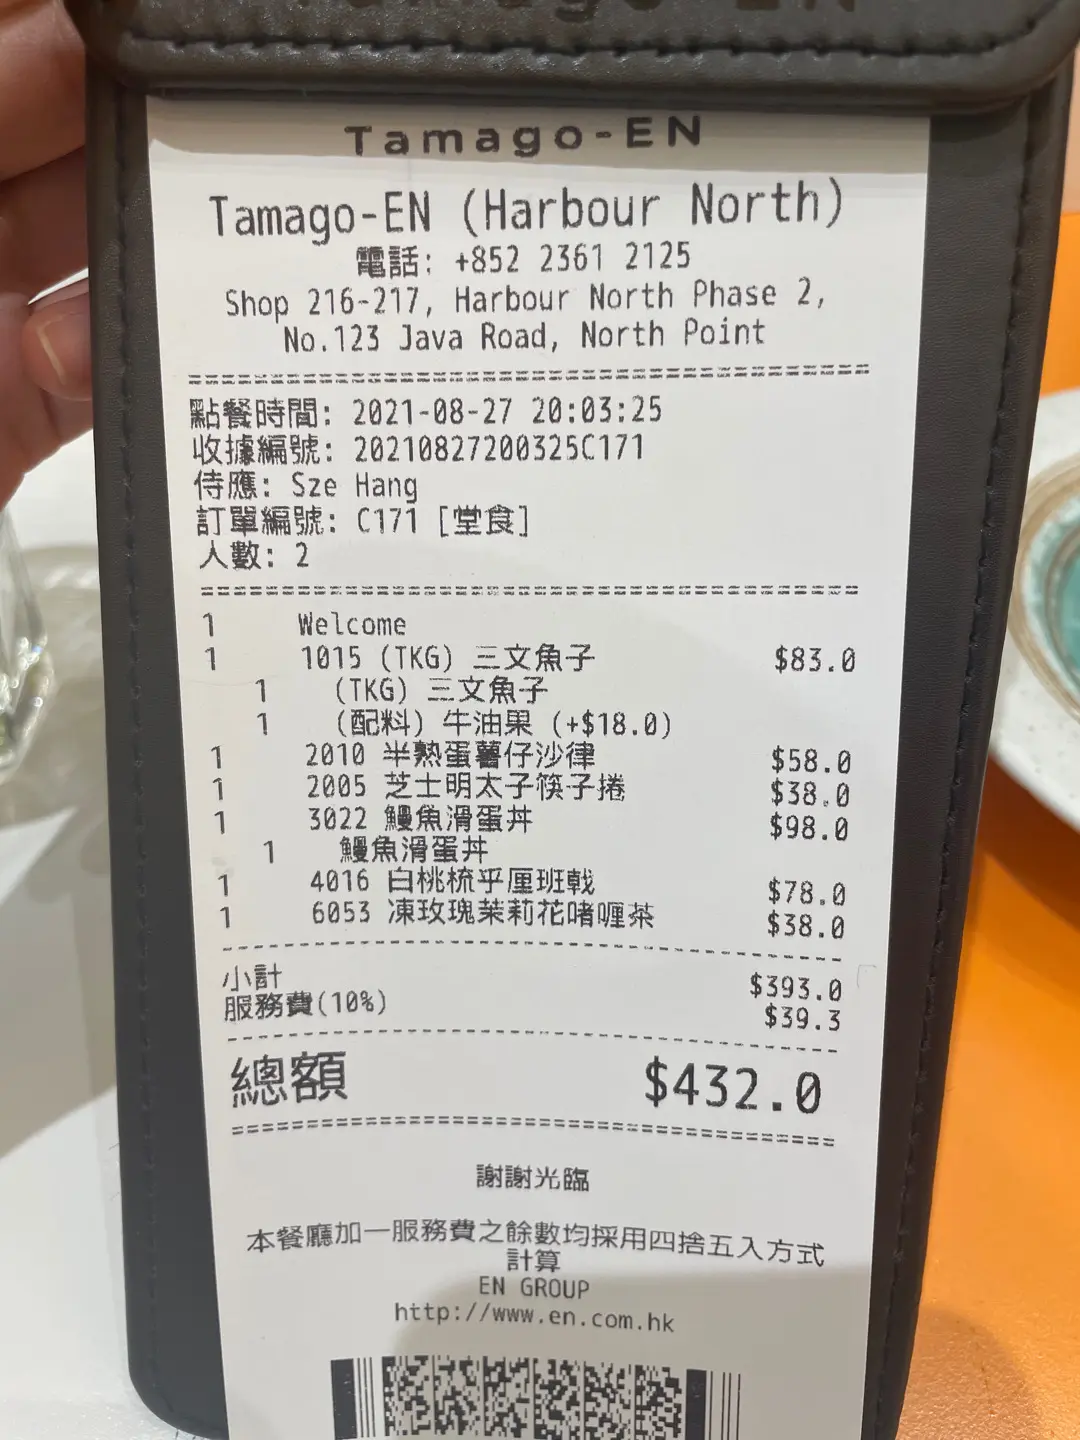 Tamago-EN
Tamago-EN (Harbour North)
電話: +852 2361 2125
Shop 216-217, Harbour North Phase 2,
No.123 Java Road, North Point
點餐時間: 2021-08-27 20:03:25
收據編號: 20210827200325C171
侍應: Sze Hang
訂單編號: C171 [堂食]
人數: 2
1 Welcome
1 1015 (TKG) 三文魚子 $83.0
1 (TKG) 三文魚子
1 (配料) 牛油果 (+$18.0)
1 2010 半熟蛋薯仔沙律 $58.0
1 2005 芝士明太子筷子捲 $38.0
1 3022 鰻魚滑蛋丼 $98.0
1 鰻魚滑蛋丼
1 4016 白桃梳乎厘班戟 $78.0
1 6053 凍玫瑰茉莉花啫喱茶 $38.0
小計 $393.0
服務費(10%) $39.3
總額 $432.0
謝謝光臨
本餐廳加一服務費之餘數均採用四捨五入方式
計算
EN GROUP
http://www.en.com.hk